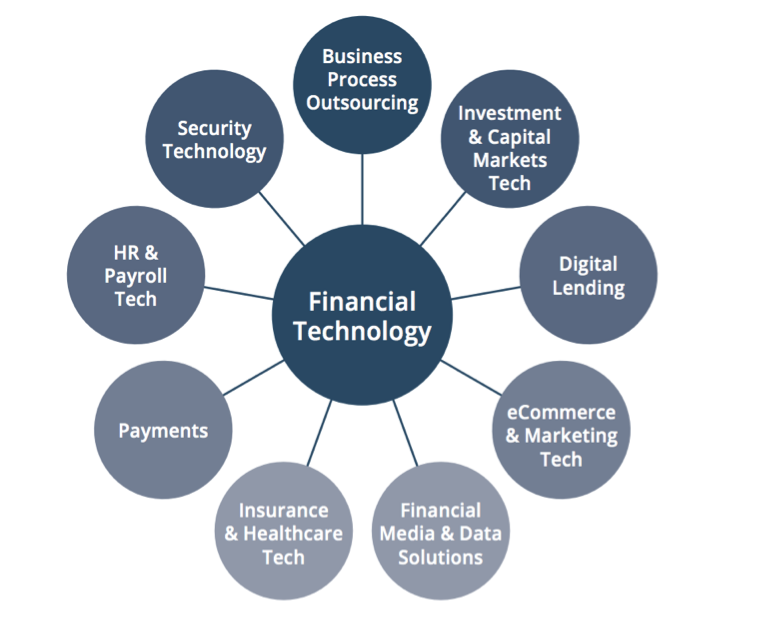 Business
Process
Outsourcing
Investment
& Capital
Markets
Tech
Digital
Lending
eCommerce
& Marketing
Tech
Financial
Media & Data
Solutions
Insurance
& Healthcare
Tech
Payments
HR &
Payroll
Tech
Security
Technology
Financial
Technology